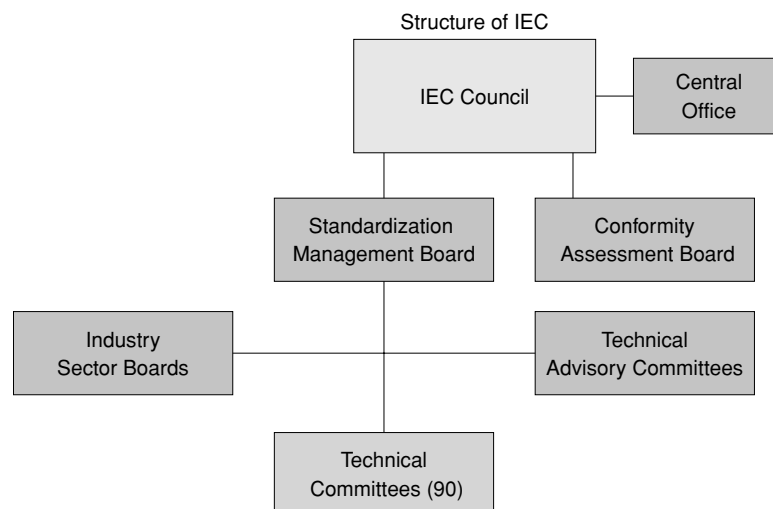 Structure of IEC
IEC Council
Central
Office
Standardization
Management Board
Conformity
Assessment Board
Industry
Sector Boards
Technical
Advisory Committees
Technical
Committees (90)